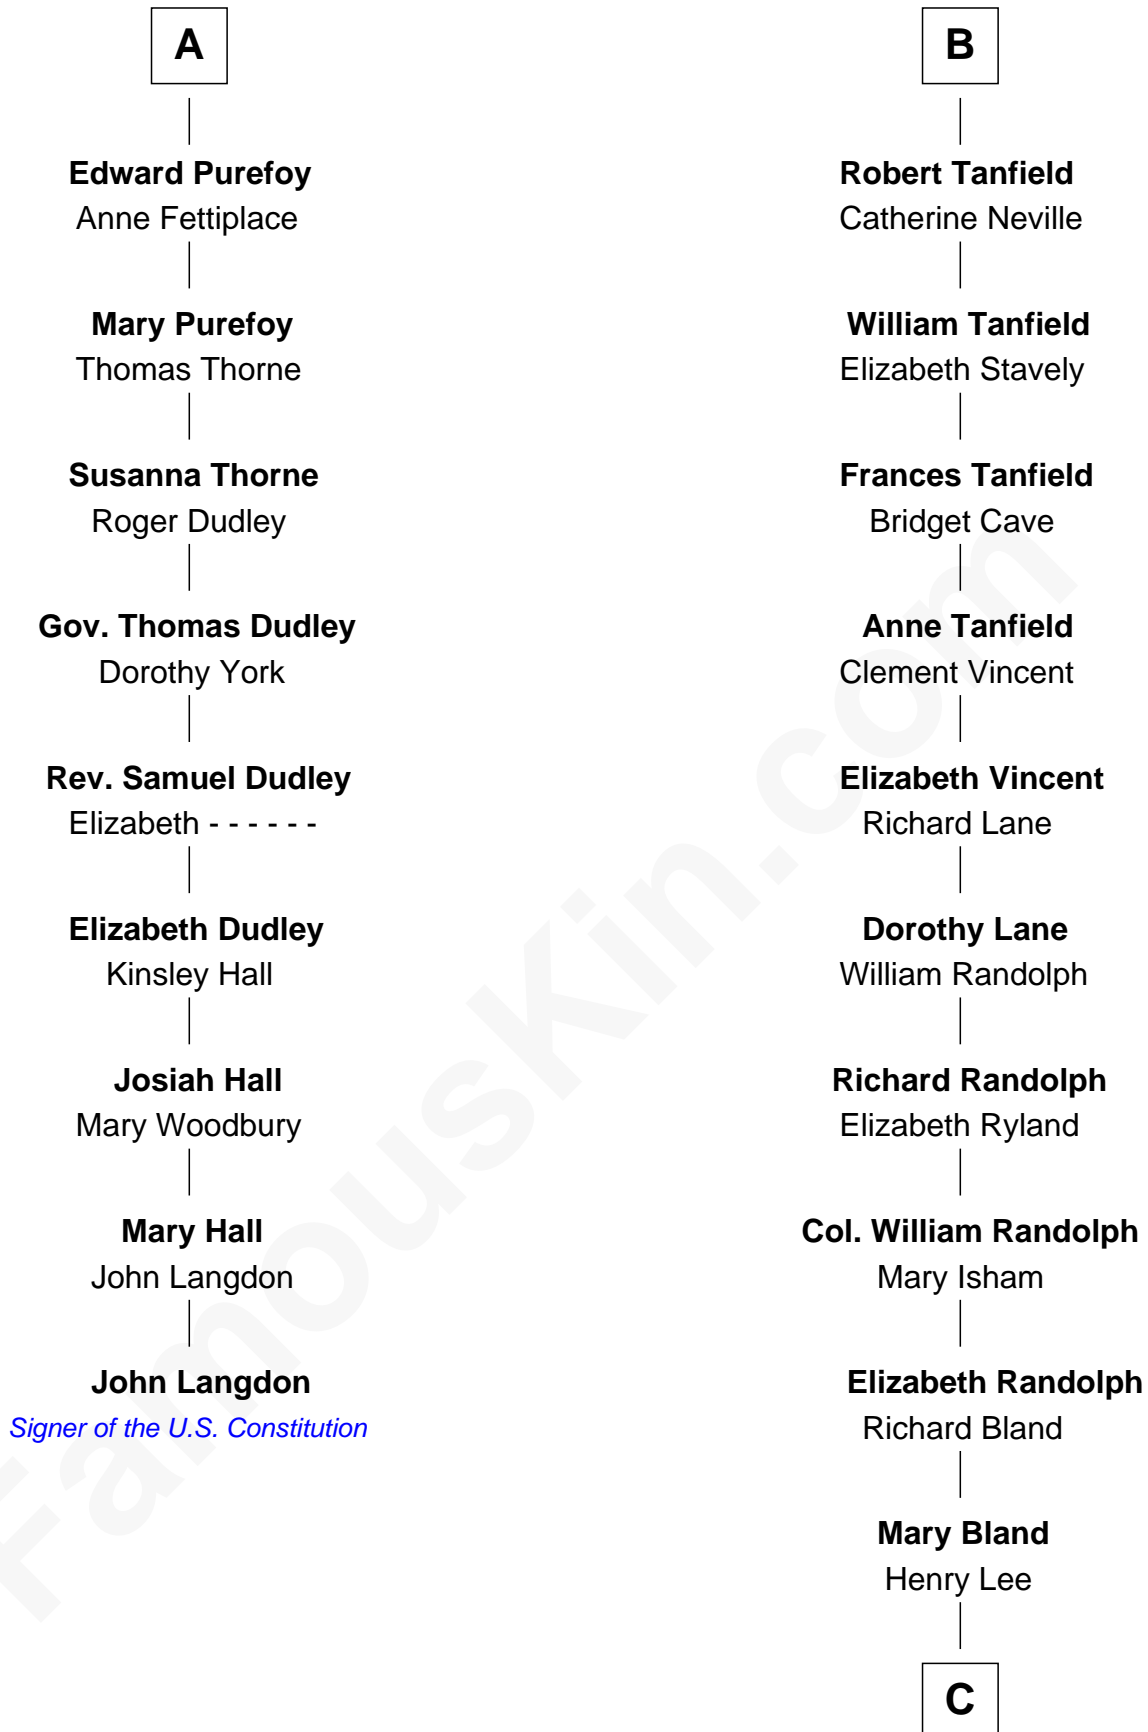 A
Edward Purefoy
Anne Fettiplace
Mary Purefoy
Thomas Thorne
Susanna Thorne
Roger Dudley
Gov. Thomas Dudley
Dorothy York
Rev. Samuel Dudley
Elizabeth - - - - - -
Elizabeth Dudley
Kinsley Hall
Josiah Hall
Mary Woodbury
Mary Hall
John Langdon
John Langdon
Signer of the U.S. Constitution
B
Robert Tanfield
Catherine Neville
William Tanfield
Elizabeth Stavely
Frances Tanfield
Bridget Cave
Anne Tanfield
Clement Vincent
Elizabeth Vincent
Richard Lane
Dorothy Lane
William Randolph
Richard Randolph
Elizabeth Ryland
Col. William Randolph
Mary Isham
Elizabeth Randolph
Richard Bland
Mary Bland
Henry Lee
C
FamousKin.com